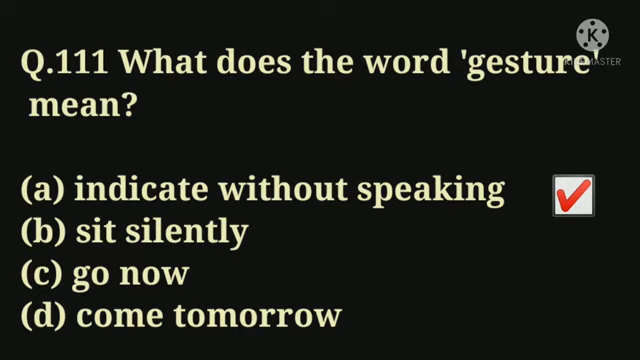 Q.111 What does the word 'gesture'
mean?
(a) indicate without speaking
(b) sit silently
(c) go now
(d) come tomorrow